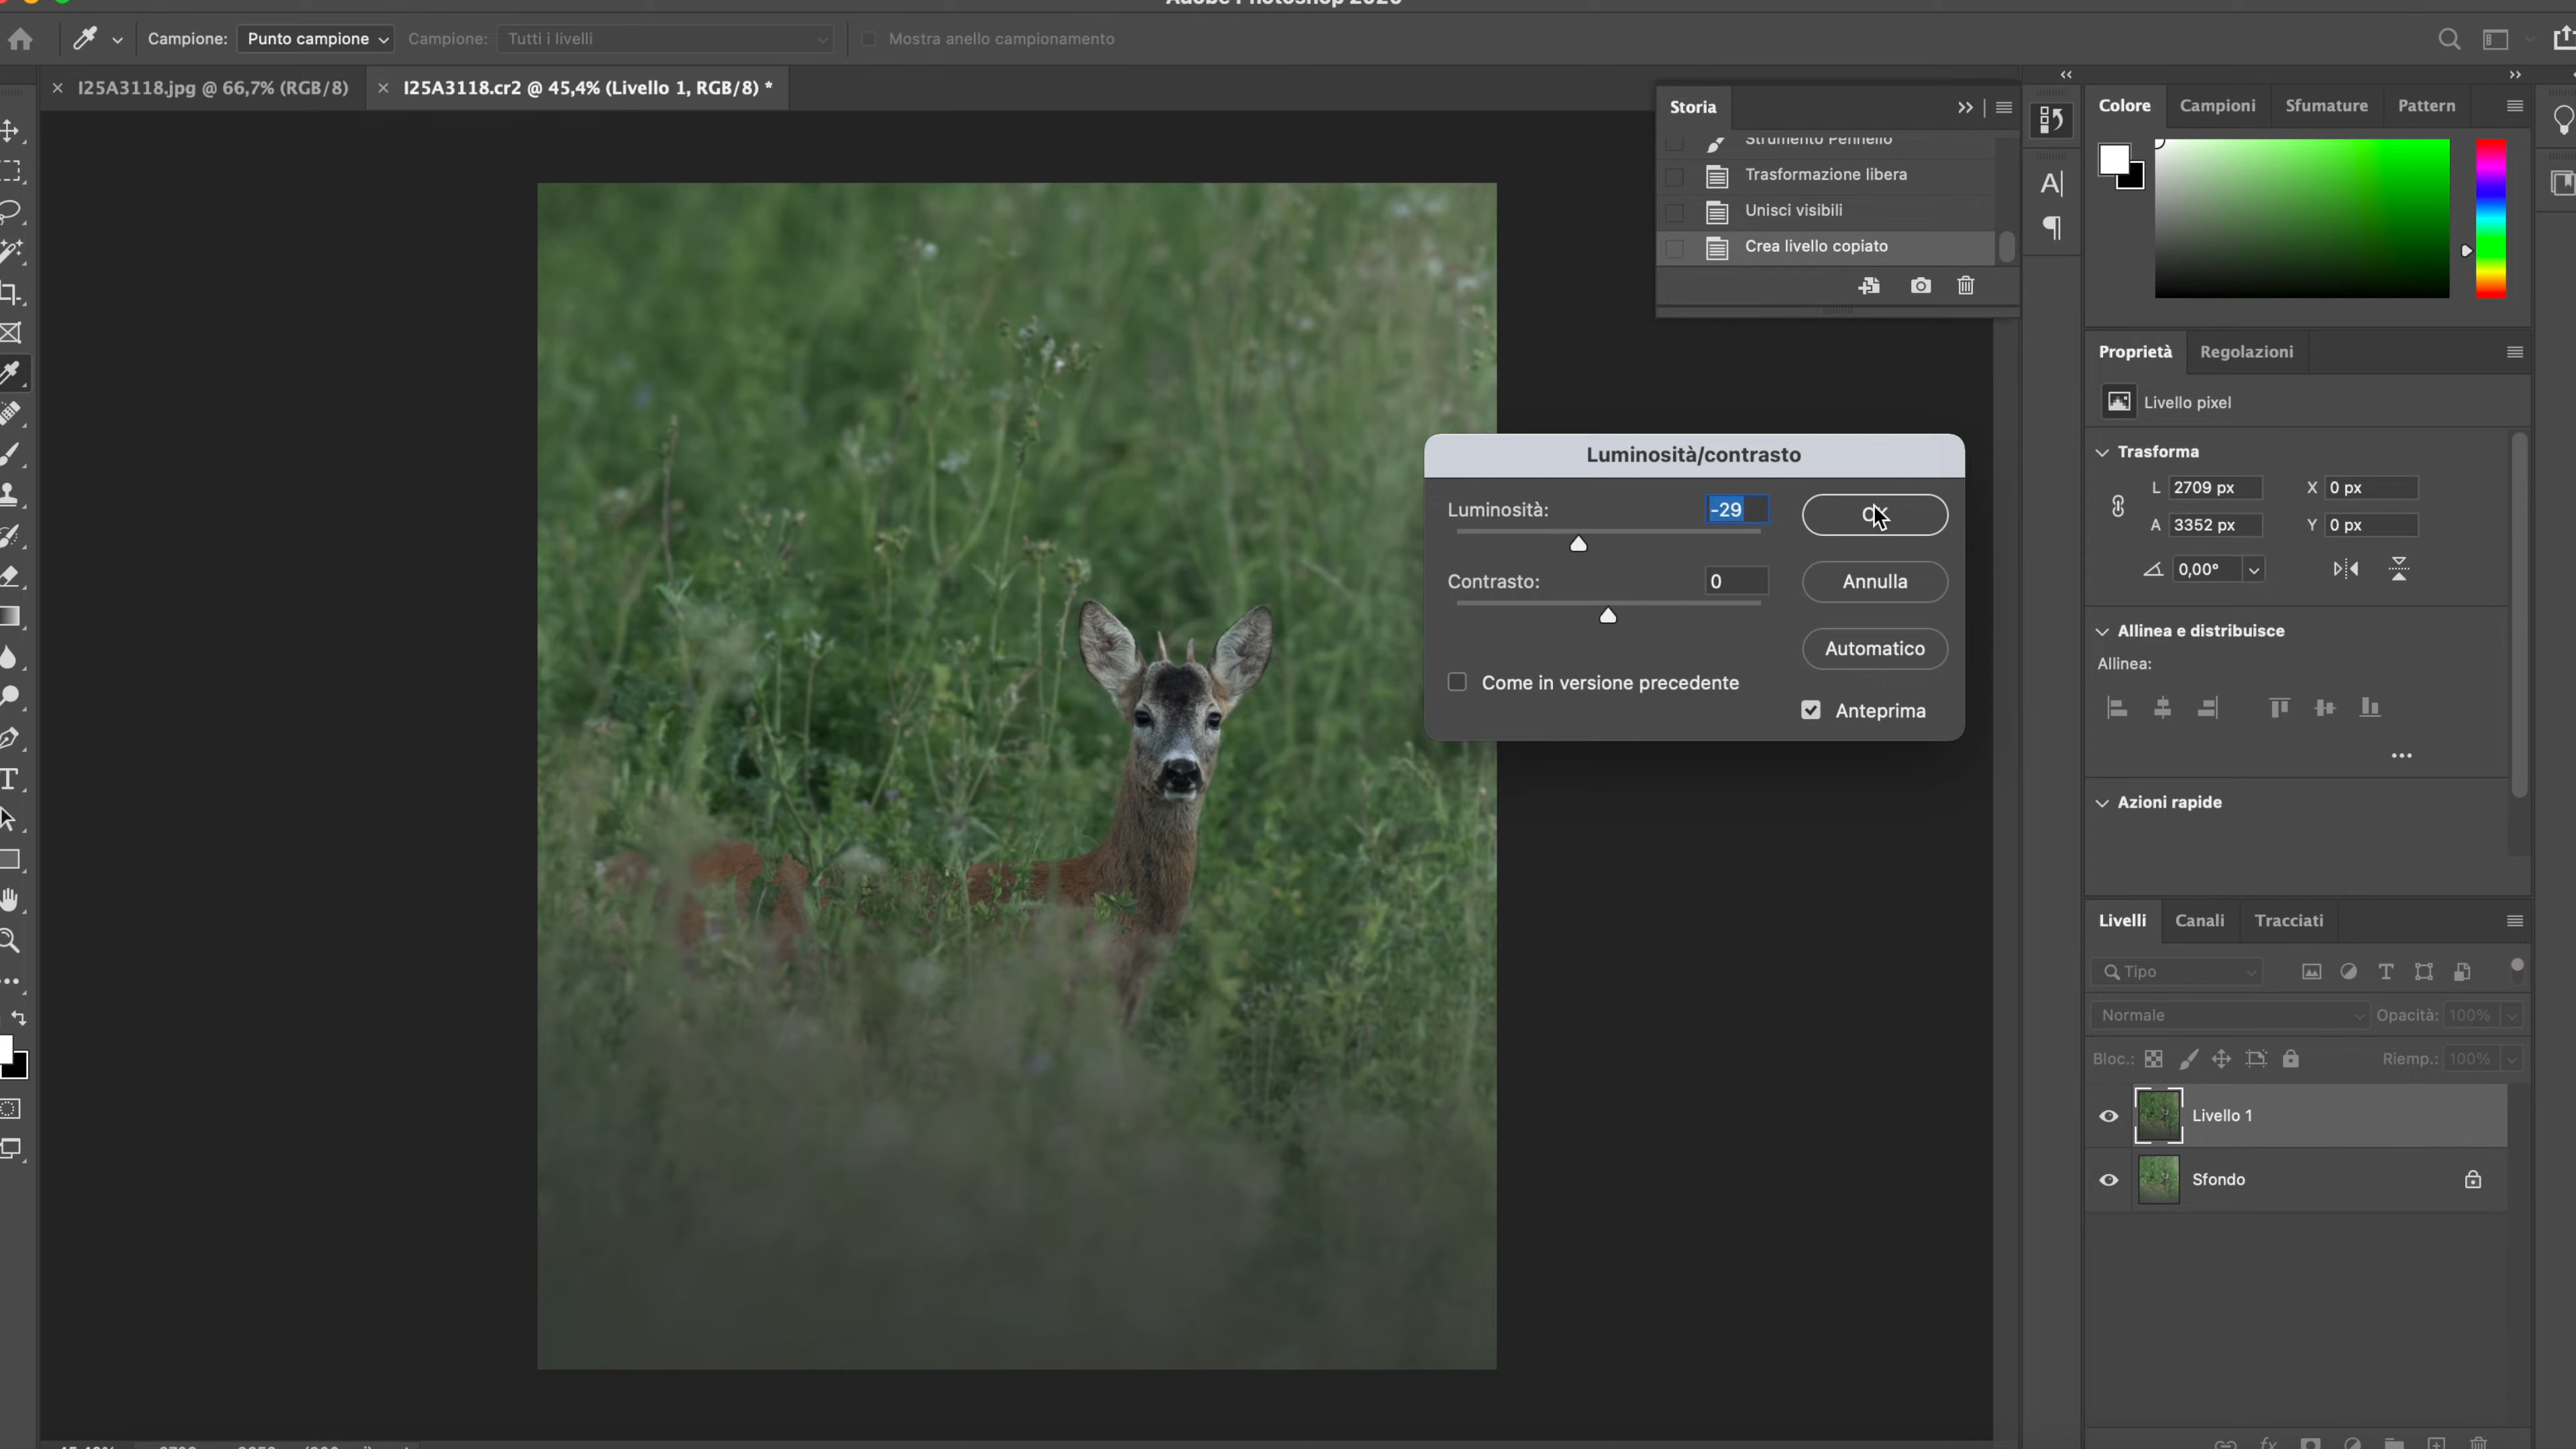 Adobe Photoshop 2026
Campione: Punto campione Campione: Tutti i livelli Mostra anello campionamento
I25A3118.jpg @ 66,7% (RGB/8) I25A3118.cr2 @ 45,4% (Livello 1, RGB/8) *
Storia
Strumento Pennello
Trasformazione libera
Unisci visibili
Crea livello copiato
Colore Campioni Sfumature Pattern
Proprietà Regolazioni
Livello pixel
Trasforma
L 2709 px X 0 px
A 3352 px Y 0 px
0,00°
Allinea e distribuisce
Allinea:
Azioni rapide
Luminosità/contrasto
Luminosità: -29 OK
Contrasto: 0 Annulla
Automatico
Come in versione precedente
Anteprima
Livelli Canali Tracciati
Tipo
Normale Opacità: 100%
Bloc.: Riemp.: 100%
Livello 1
Sfondo